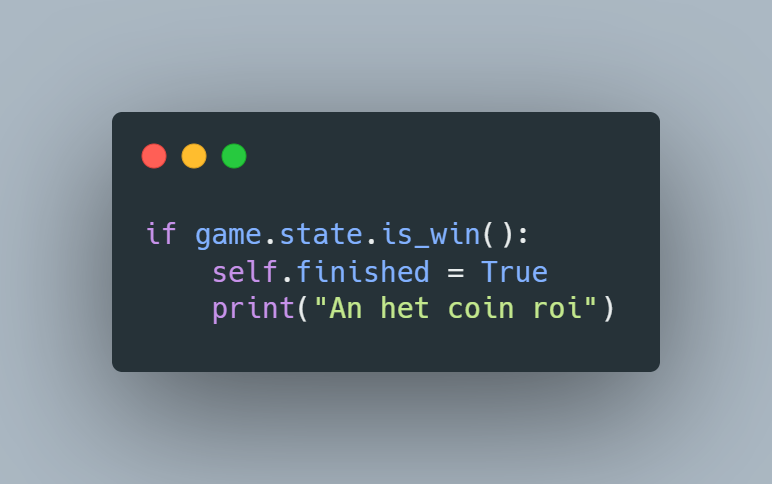 if game.state.is_win():
    self.finished = True
    print("An het coin roi")